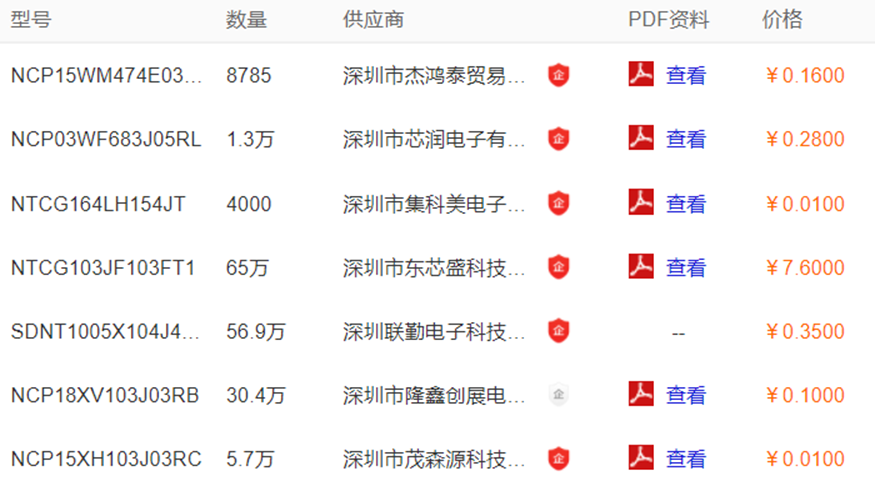 型号 数量 供应商 PDF资料 价格
NCP15WM474E03... 8785 深圳市杰鸿泰贸易... 企 查看 ￥0.1600
NCP03WF683J05RL 1.3万 深圳市芯润电子有... 企 查看 ￥0.2800
NTCG164LH154JT 4000 深圳市集科美电子... 企 查看 ￥0.0100
NTCG103JF103FT1 65万 深圳市东芯盛科技... 企 查看 ￥7.6000
SDNT1005X104J4... 56.9万 深圳联勤电子科技... 企 -- ￥0.3500
NCP18XV103J03RB 30.4万 深圳市隆鑫创展电... 企 查看 ￥0.1000
NCP15XH103J03RC 5.7万 深圳市茂森源科技... 企 查看 ￥0.0100